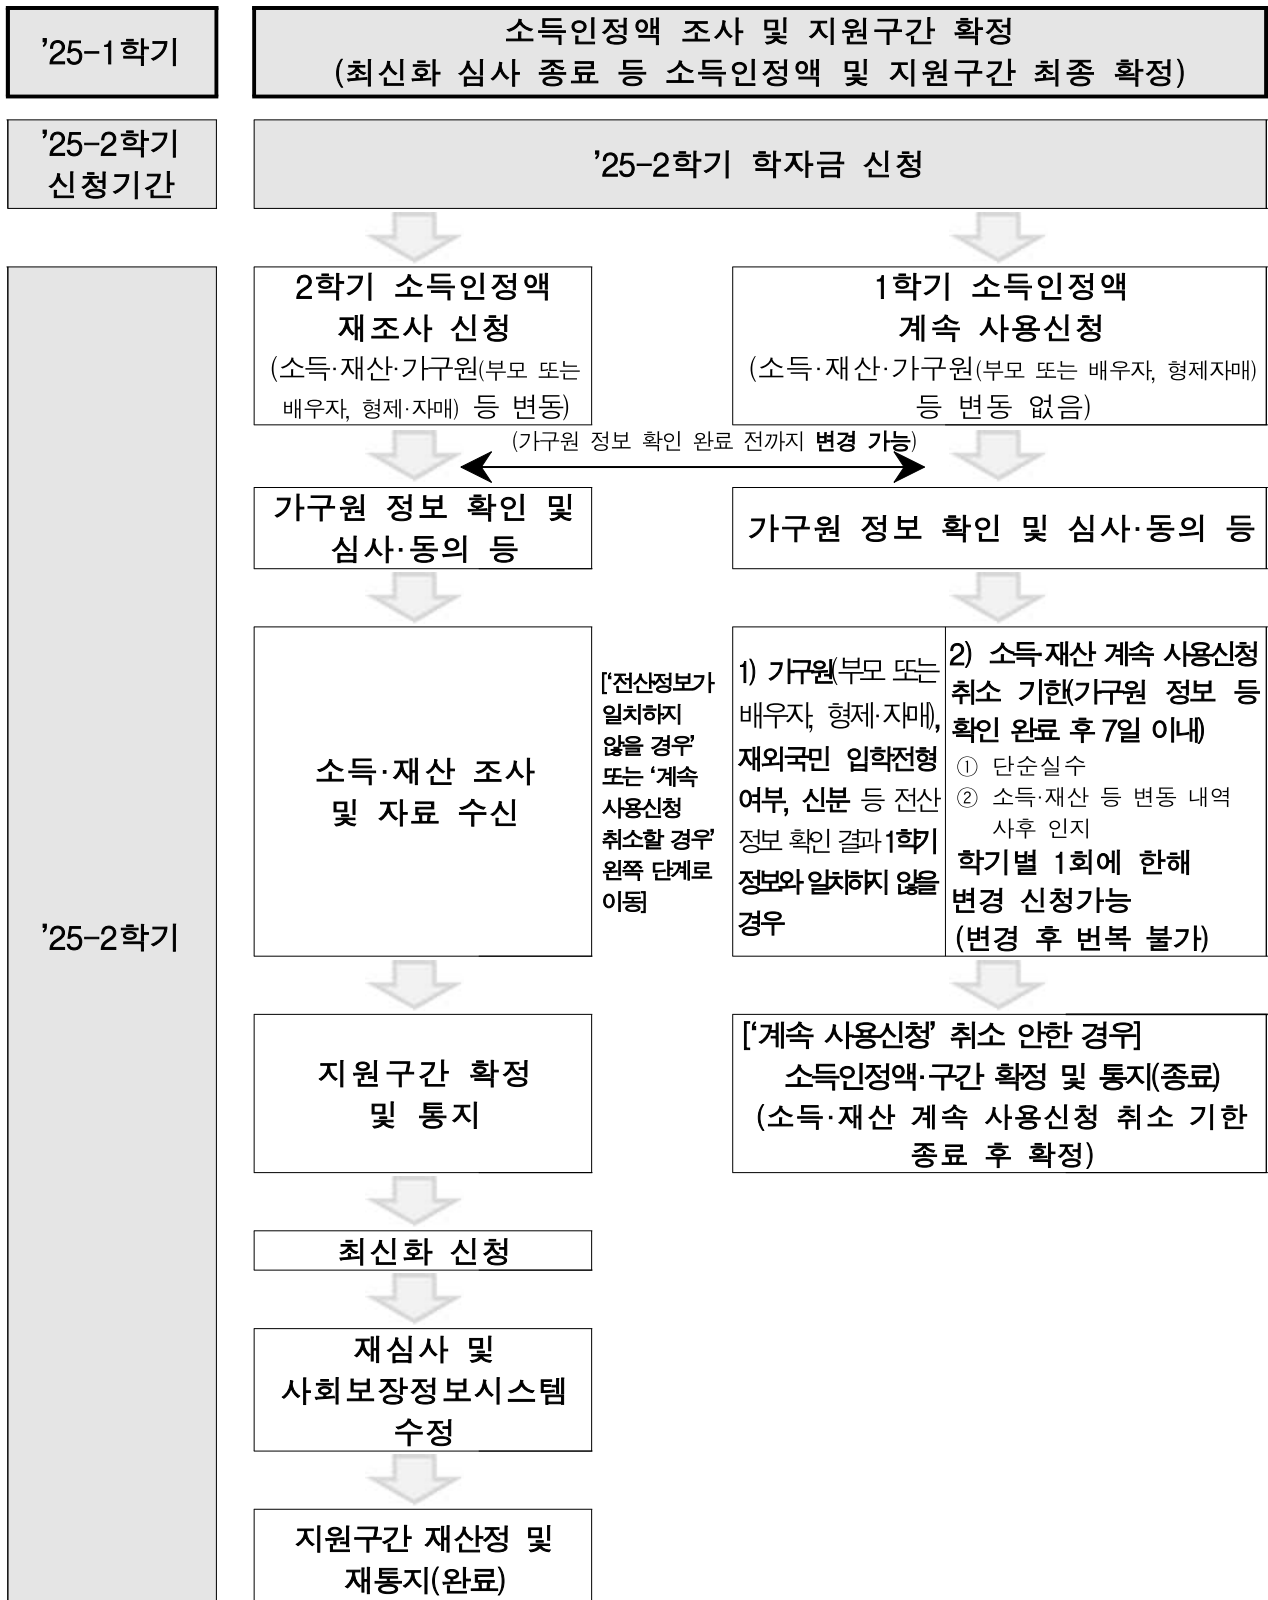 ’25-1학기
소득인정액 조사 및 지원구간 확정
(최신화 심사 종료 등 소득인정액 및 지원구간 최종 확정)
’25-2학기
신청기간
’25-2학기 학자금 신청
’25-2학기
2학기 소득인정액
재조사 신청
(소득·재산·가구원(부모 또는
배우자, 형제·자매) 등 변동)
1학기 소득인정액
계속 사용신청
(소득·재산·가구원(부모 또는 배우자, 형제자매)
등 변동 없음)
(가구원 정보 확인 완료 전까지 변경 가능)
가구원 정보 확인 및
심사·동의 등
가구원 정보 확인 및 심사·동의 등
소득·재산 조사
및 자료 수신
[‘전산정보가
일치하지
않을 경우’
또는 ‘계속
사용신청
취소할 경우’
왼쪽 단계로
이동]
1) 가구원(부모 또는
배우자, 형제·자매),
재외국민 입학전형
여부, 신분 등 전산
정보 확인 결과 1학기
정보와 일치하지 않을
경우
2) 소득·재산 계속 사용신청
취소 기한(가구원 정보 등
확인 완료 후 7일 이내)
① 단순실수
② 소득·재산 등 변동 내역
사후 인지
학기별 1회에 한해
변경 신청가능
(변경 후 번복 불가)
지원구간 확정
및 통지
[‘계속 사용신청’ 취소 안한 경우]
소득인정액·구간 확정 및 통지(종료)
(소득·재산 계속 사용신청 취소 기한
종료 후 확정)
최신화 신청
재심사 및
사회보장정보시스템
수정
지원구간 재산정 및
재통지(완료)